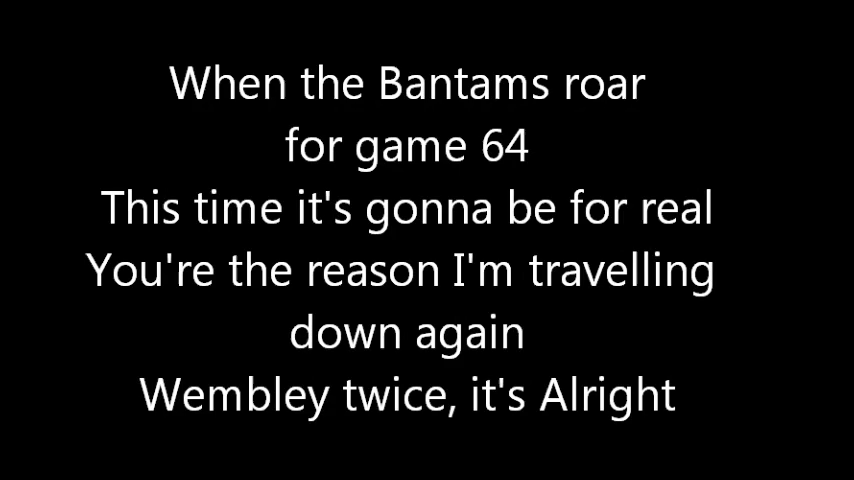 When the Bantams roar
for game 64
This time it's gonna be for real
You're the reason I'm travelling
down again
Wembley twice, it's Alright